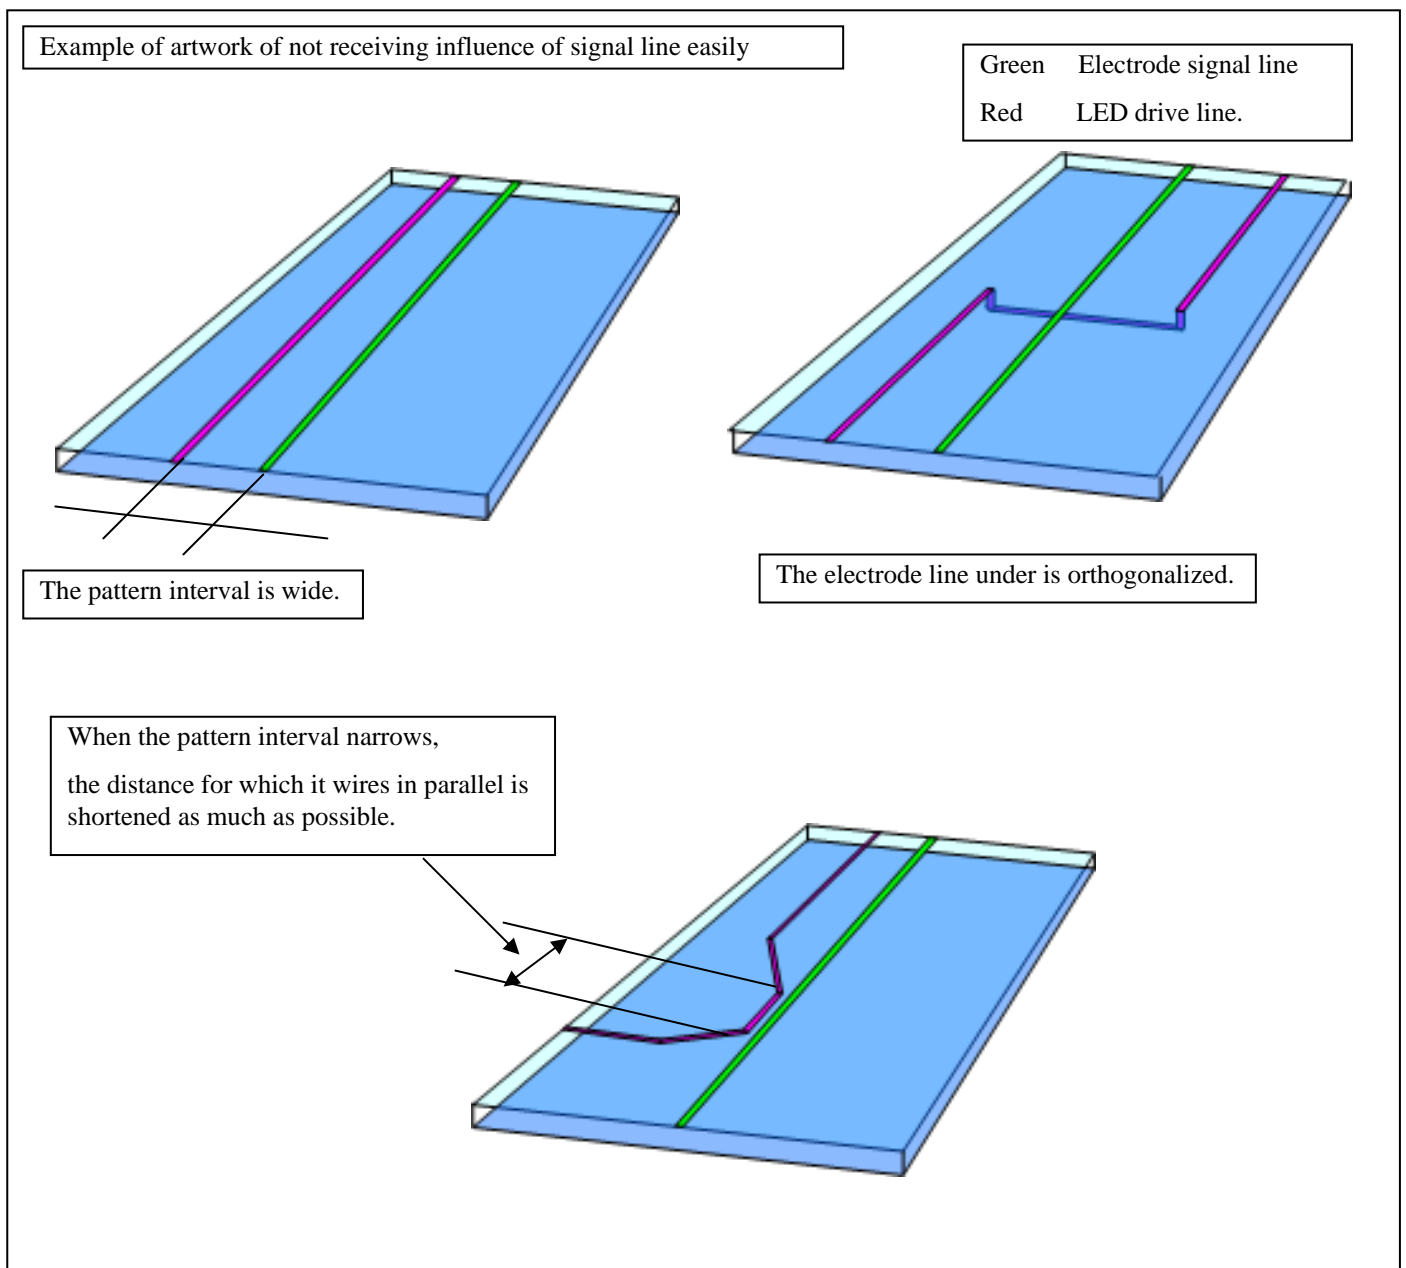 Example of artwork of not receiving influence of signal line easily
Green Electrode signal line
Red LED drive line.
The pattern interval is wide.
The electrode line under is orthogonalized.
When the pattern interval narrows,
the distance for which it wires in parallel is
shortened as much as possible.